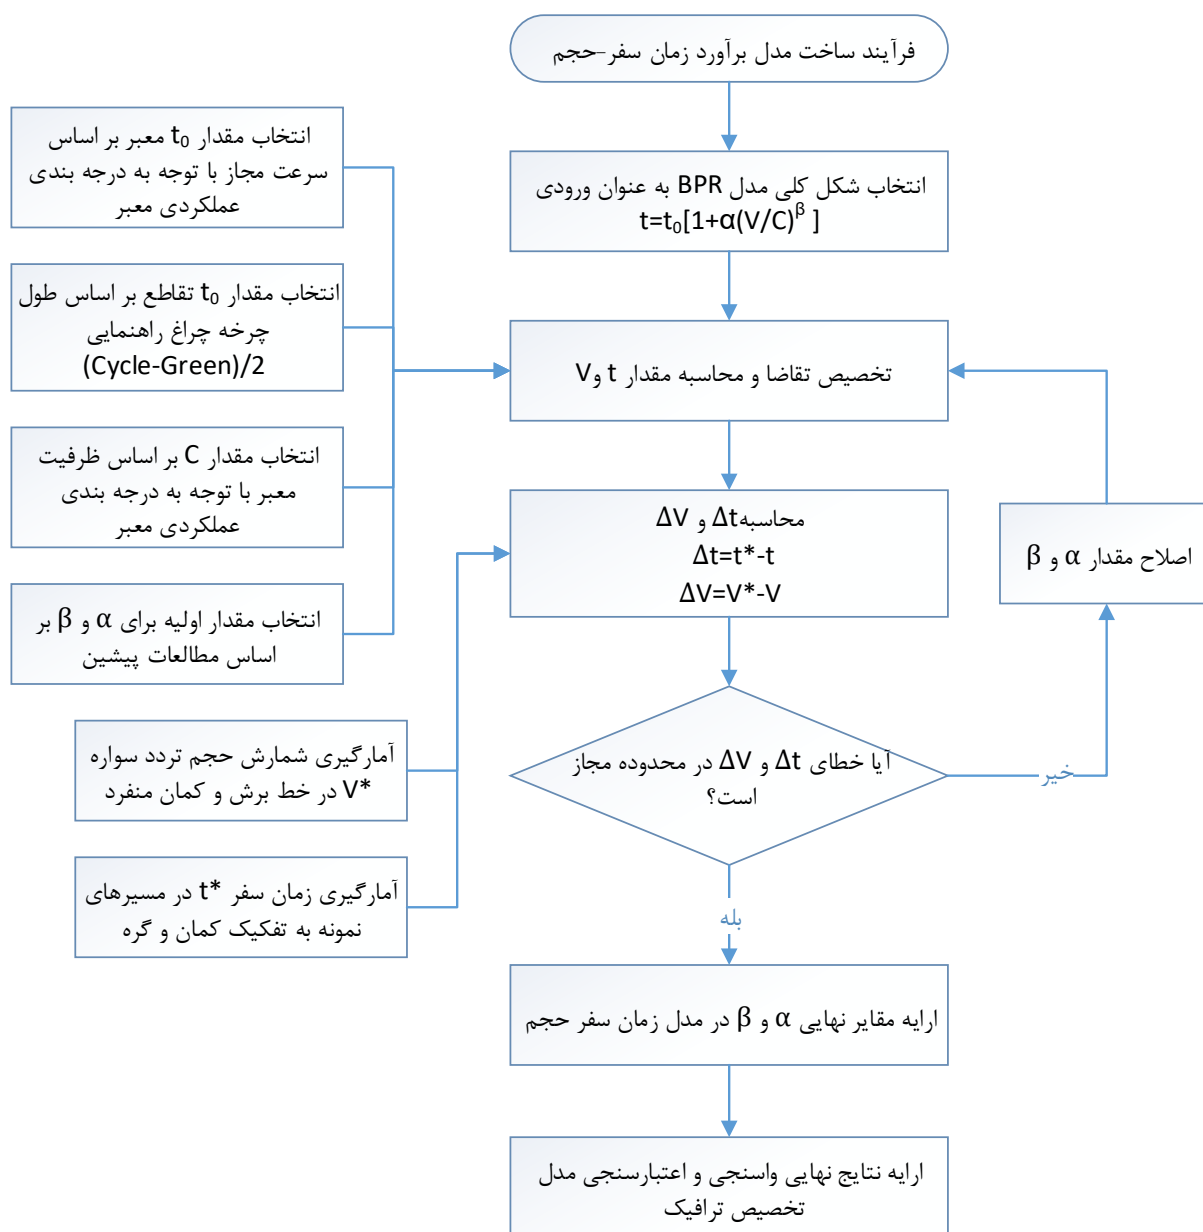 فرآیند ساخت مدل برآورد زمان سفر-حجم
انتخاب شکل کلی مدل BPR به عنوان ورودی
t=t₀[1+α(V/C)^β ]
انتخاب مقدار t₀ معبر بر اساس
سرعت مجاز با توجه به درجه بندی
عملکردی معبر
انتخاب مقدار t₀ تقاطع بر اساس طول
چرخه چراغ راهنمایی
(Cycle-Green)/2
انتخاب مقدار C بر اساس ظرفیت
معبر با توجه به درجه بندی
عملکردی معبر
انتخاب مقدار اولیه برای α و β بر
اساس مطالعات پیشین
تخصیص تقاضا و محاسبه مقدار t وV
محاسبهΔt و ΔV
Δt=t*-t
ΔV=V*-V
آمارگیری شمارش حجم تردد سواره
V* در خط برش و کمان منفرد
آمارگیری زمان سفر t* در مسیرهای
نمونه به تفکیک کمان و گره
آیا خطای Δt و ΔV در محدوده مجاز
است؟
خیر
اصلاح مقدار α و β
بله
ارایه مقایر نهایی α و β در مدل زمان سفر حجم
ارایه نتایج نهایی واسنجی و اعتبارسنجی مدل
تخصیص ترافیک